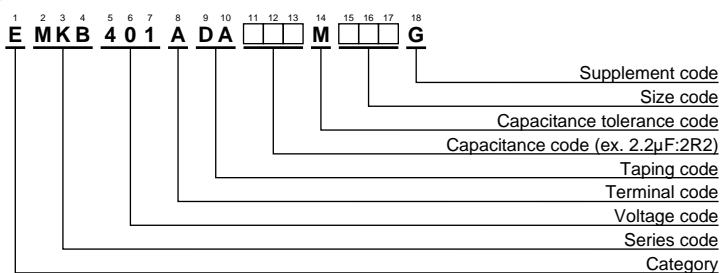 1 2 3 4 5 6 7 8 9 10 11 12 13 14 15 16 17 18
E MKB 401 A DA M G
Supplement code
Size code
Capacitance tolerance code
Capacitance code (ex. 2.2μF:2R2)
Taping code
Terminal code
Voltage code
Series code
Category